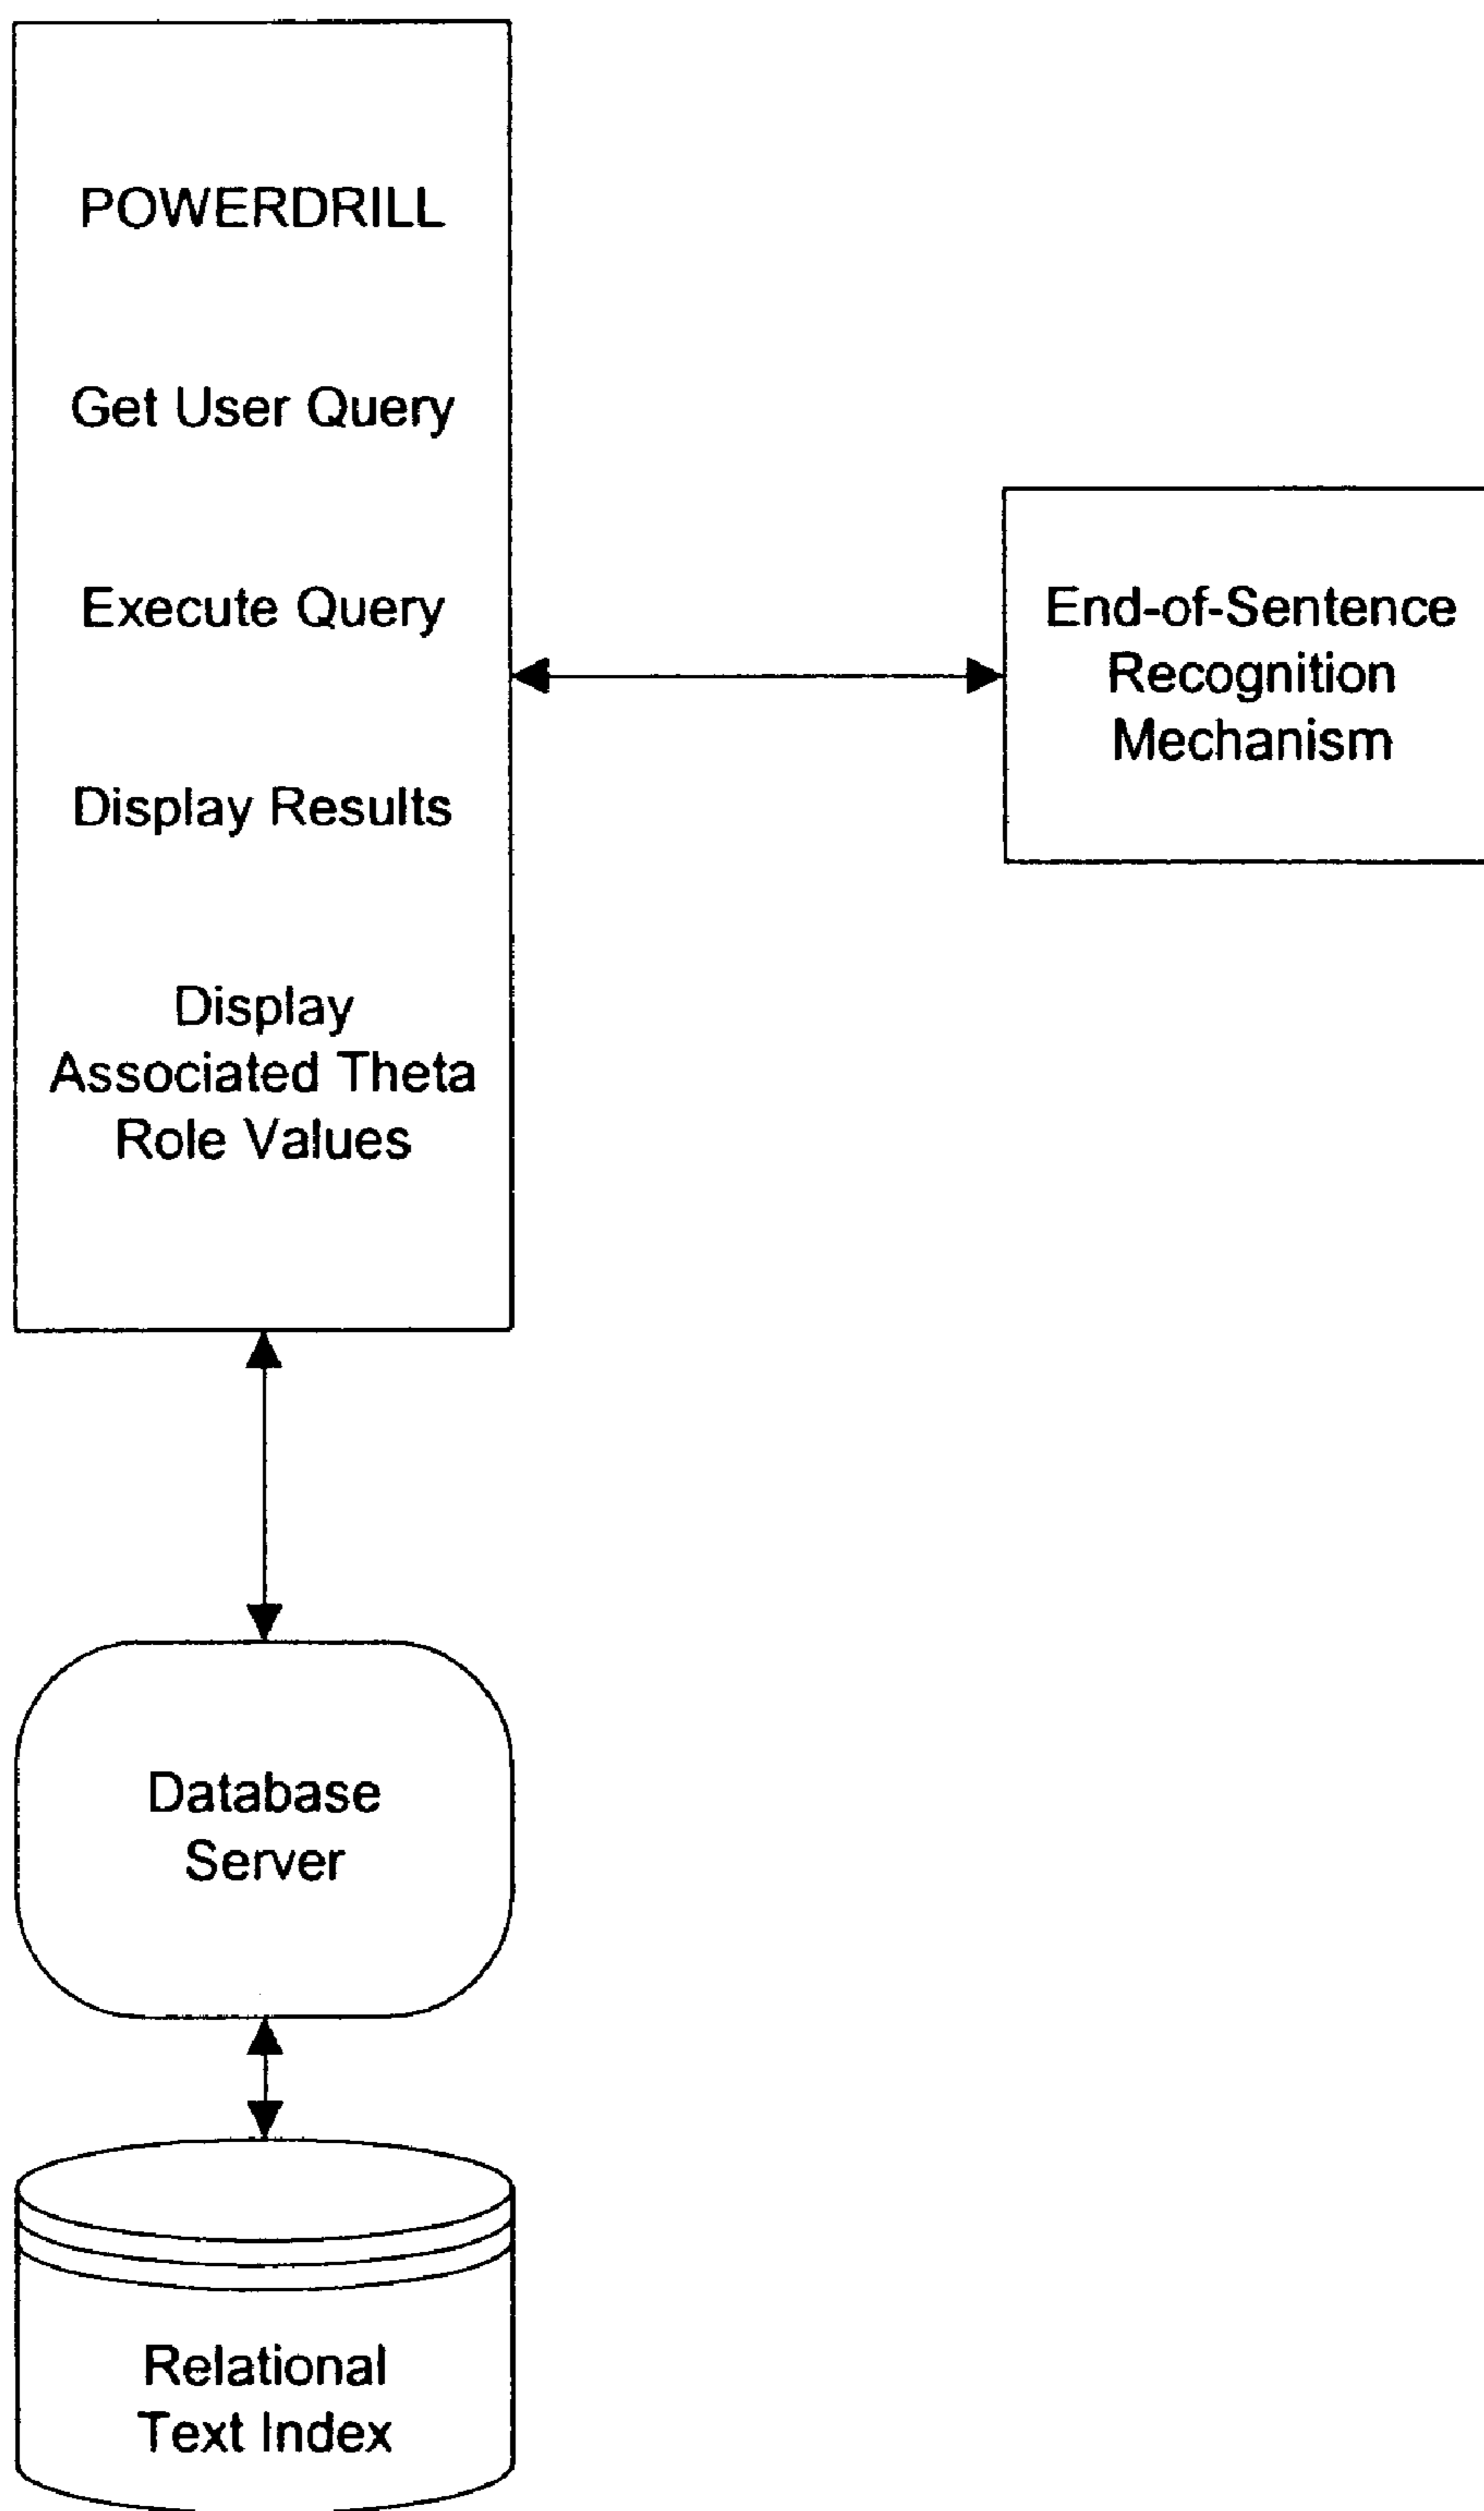 POWERDRILL
Get User Query
Execute Query
Display Results
Display
Associated Theta
Role Values
End-of-Sentence
Recognition
Mechanism
Database
Server
Relational
Text Index